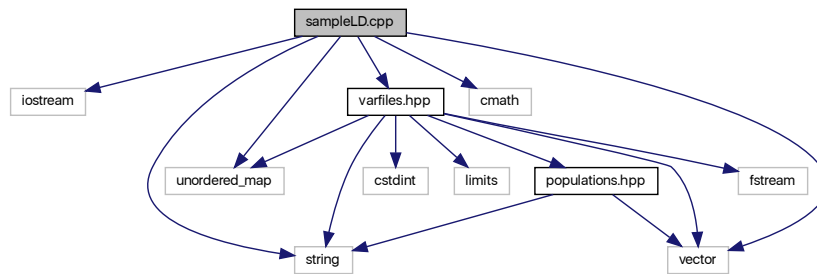 sampleLD.cpp
iostream
varfiles.hpp
cmath
unordered_map
cstdint
limits
populations.hpp
fstream
string
vector